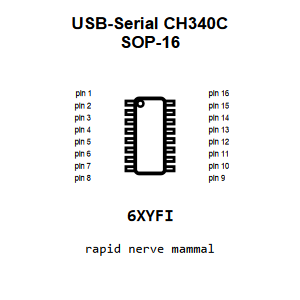 USB-Serial CH340C
SOP-16
pin 1 pin 16
pin 2 pin 15
pin 3 pin 14
pin 4 pin 13
pin 5 pin 12
pin 6 pin 11
pin 7 pin 10
pin 8 pin 9
6XYFI
rapid nerve mammal